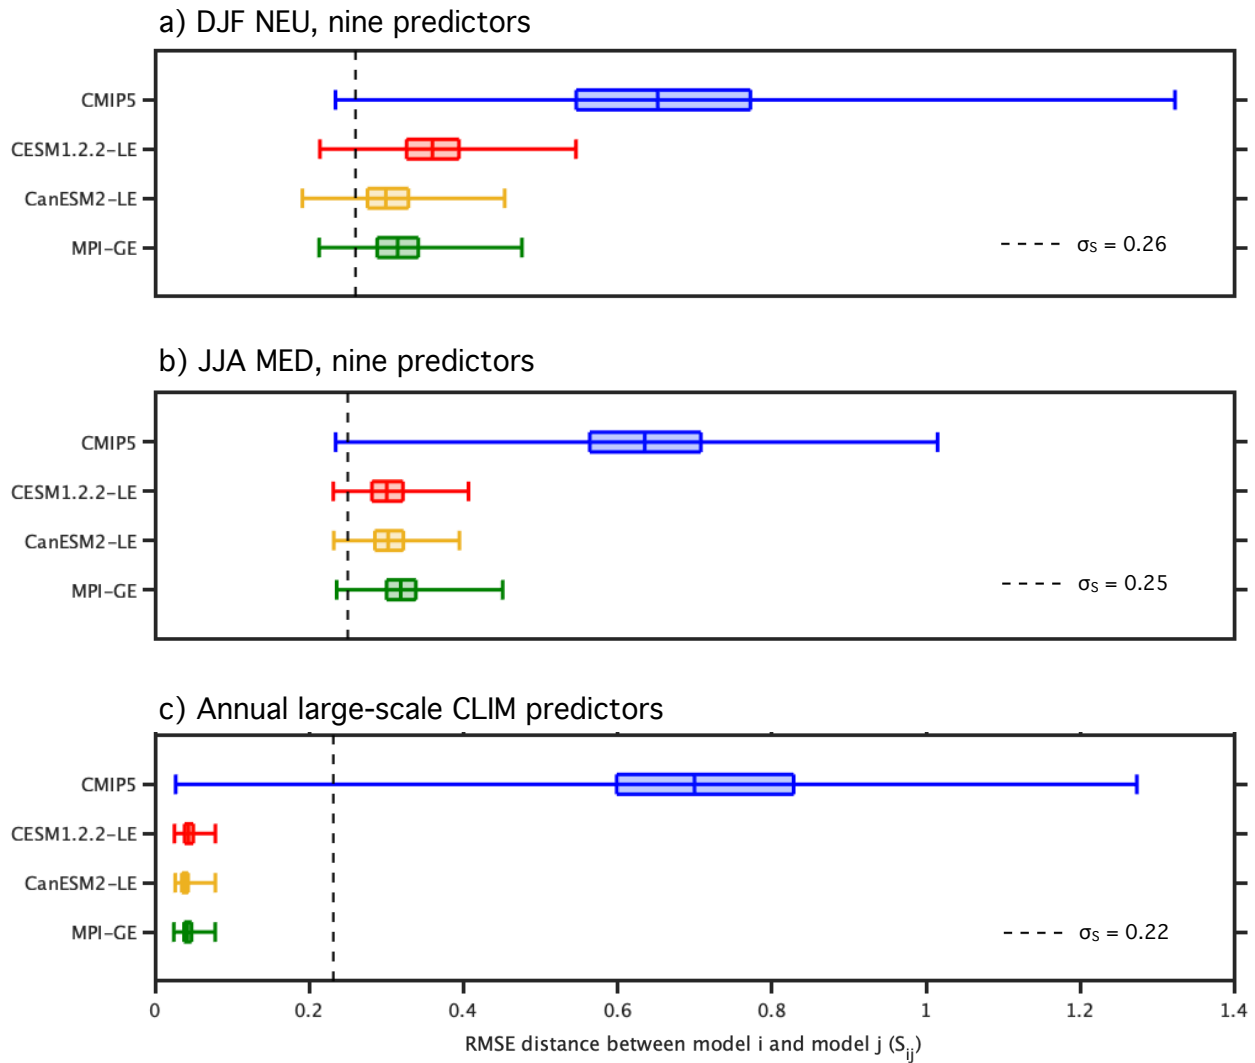 a) DJF NEU, nine predictors
CMIP5
CESM1.2.2-LE
CanESM2-LE
MPI-GE
σS = 0.26
b) JJA MED, nine predictors
CMIP5
CESM1.2.2-LE
CanESM2-LE
MPI-GE
σS = 0.25
c) Annual large-scale CLIM predictors
CMIP5
CESM1.2.2-LE
CanESM2-LE
MPI-GE
σS = 0.22
0 0.2 0.4 0.6 0.8 1 1.2 1.4
RMSE distance between model i and model j (Sij)